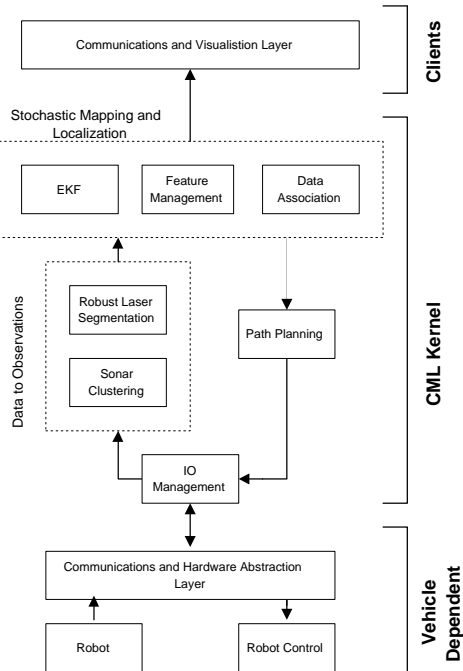 Communications and Visualistion Layer
Clients
Stochastic Mapping and
Localization
EKF
Feature
Management
Data
Association
Data to Observations
Robust Laser
Segmentation
Path Planning
CML Kernel
Sonar
Clustering
IO
Management
Communications and Hardware Abstraction
Layer
Vehicle
Dependent
Robot
Robot Control